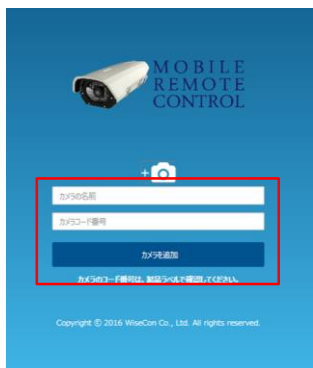 MOBILE
REMOTE
CONTROL
カメラの名前
カメラコード番号
カメラを追加
カメラのコード番号は、製品ラベルで確認してください。
Copyright © 2016 WiseCon Co., Ltd. All rights reserved.